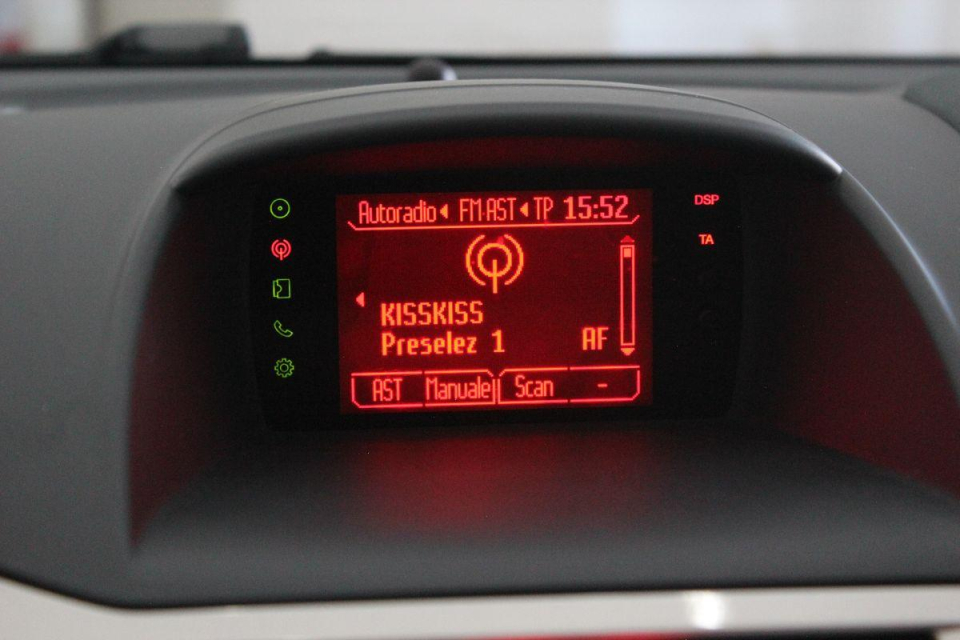 Autoradio FM-AST TP 15:52
DSP
TA
KISSKISS
Preselez 1 AF
AST Manuale Scan -